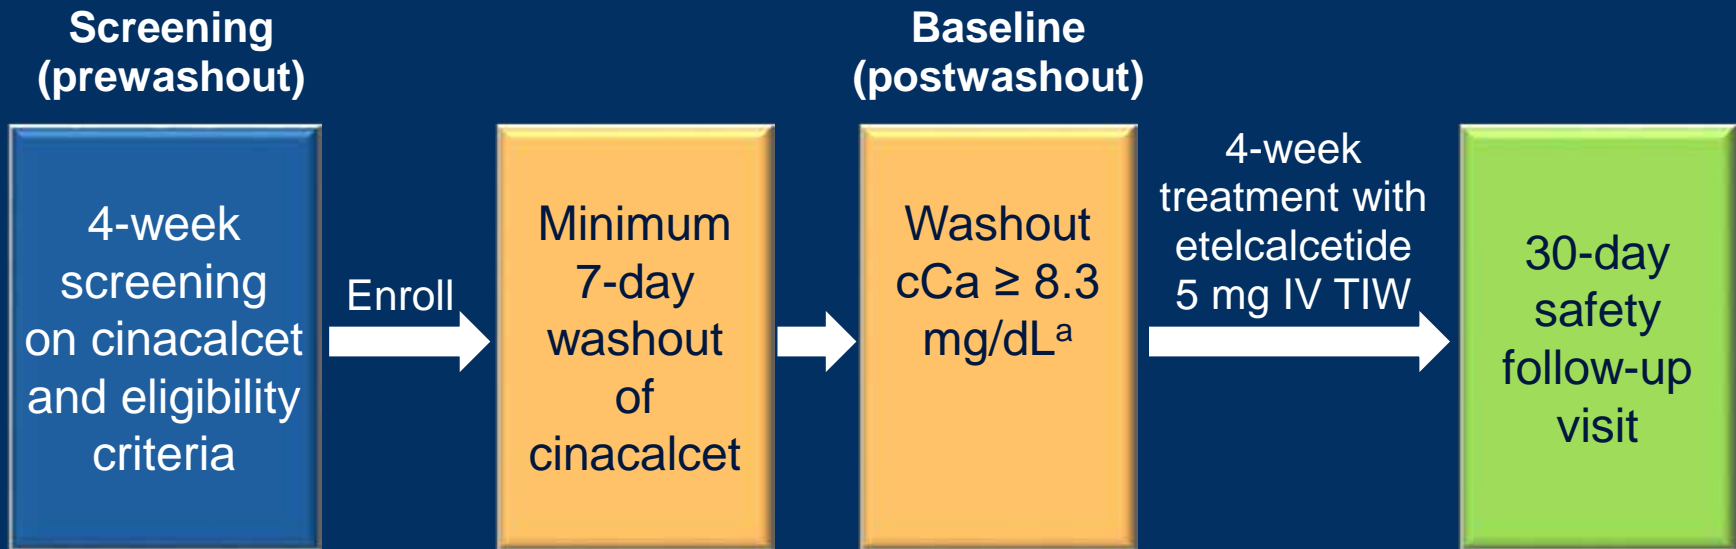 Screening
(prewashout)
4-week
screening
on cinacalcet
and eligibility
criteria
Enroll
Minimum
7-day
washout
of
cinacalcet
Baseline
(postwashout)
Washout
cCa ≥ 8.3
mg/dLᵃ
4-week
treatment with
etelcalcetide
5 mg IV TIW
30-day
safety
follow-up
visit